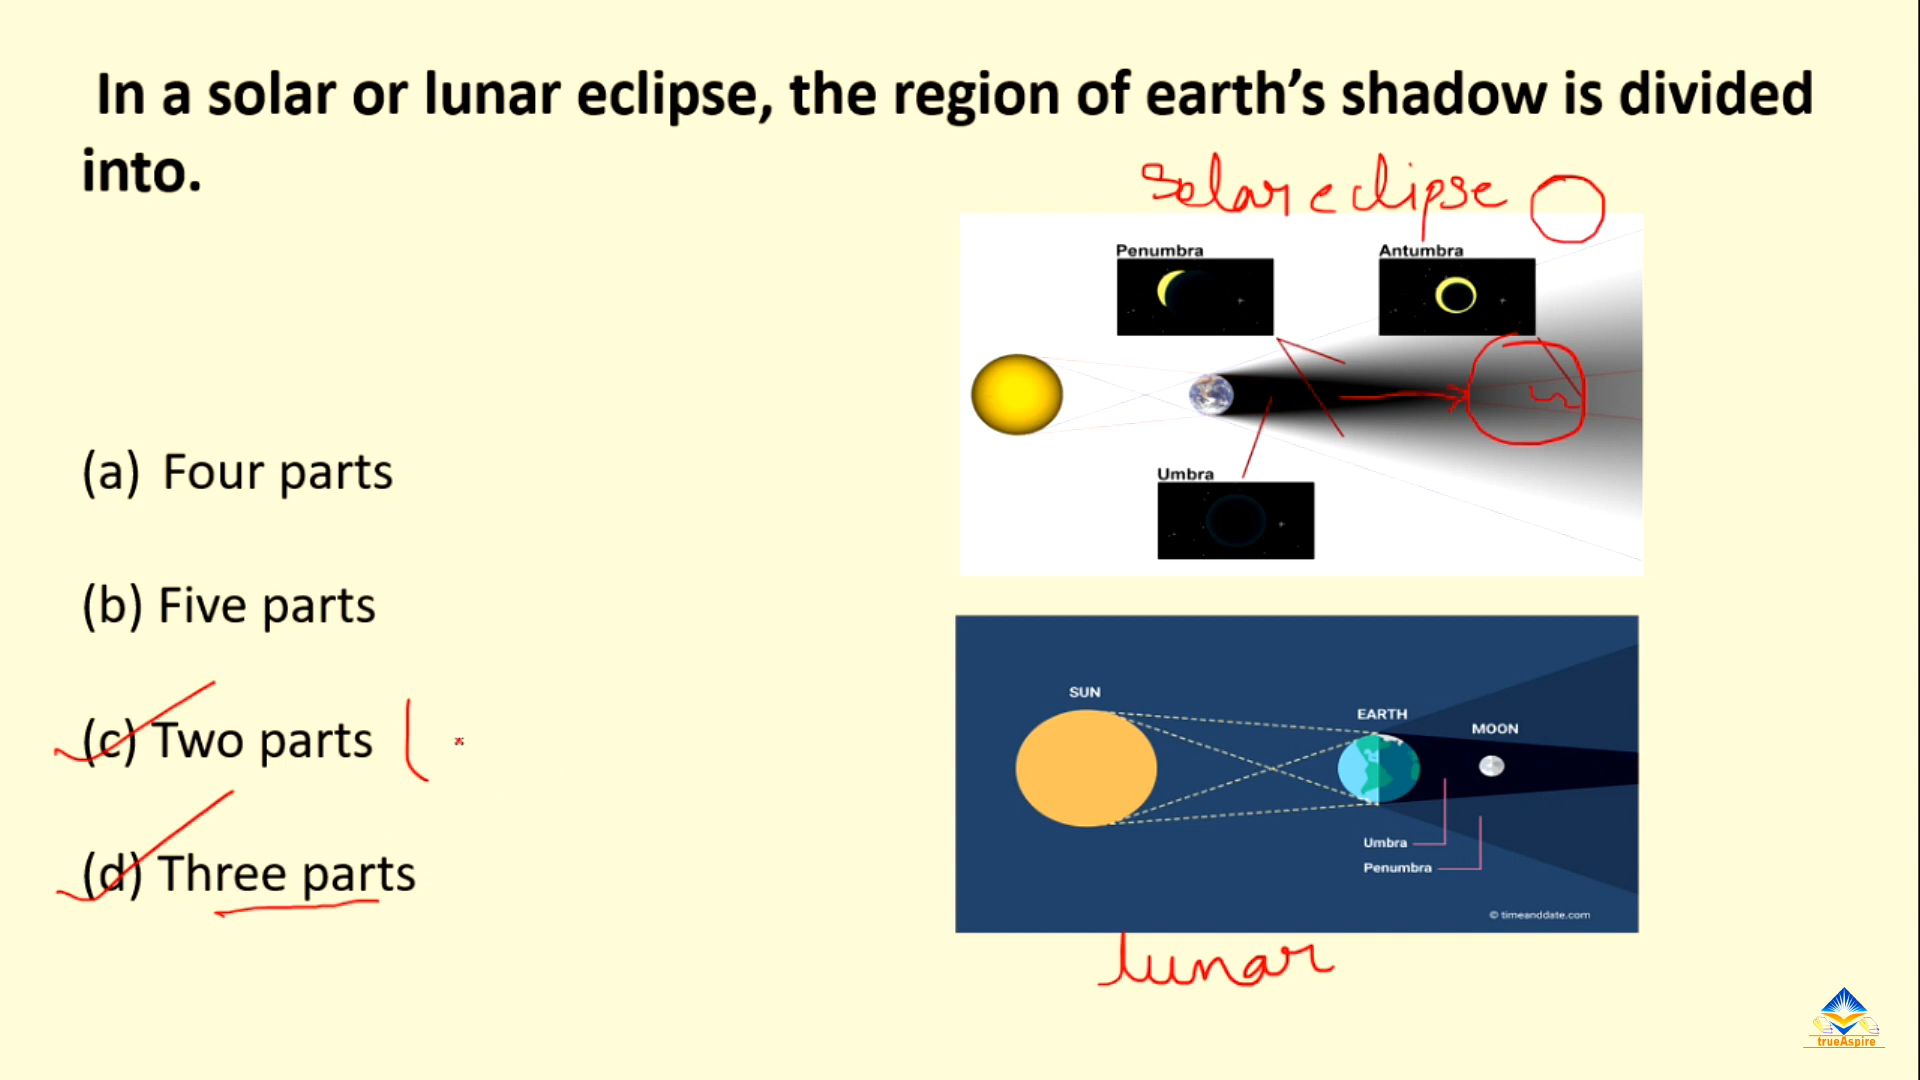 In a solar or lunar eclipse, the region of earth’s shadow is divided
into.
Solar eclipse
Penumbra
Antumbra
Umbra
(a) Four parts
(b) Five parts
(c) Two parts (
(d) Three parts
SUN
EARTH
MOON
Umbra
Penumbra
© timeanddate.com
lunar
trueAspire